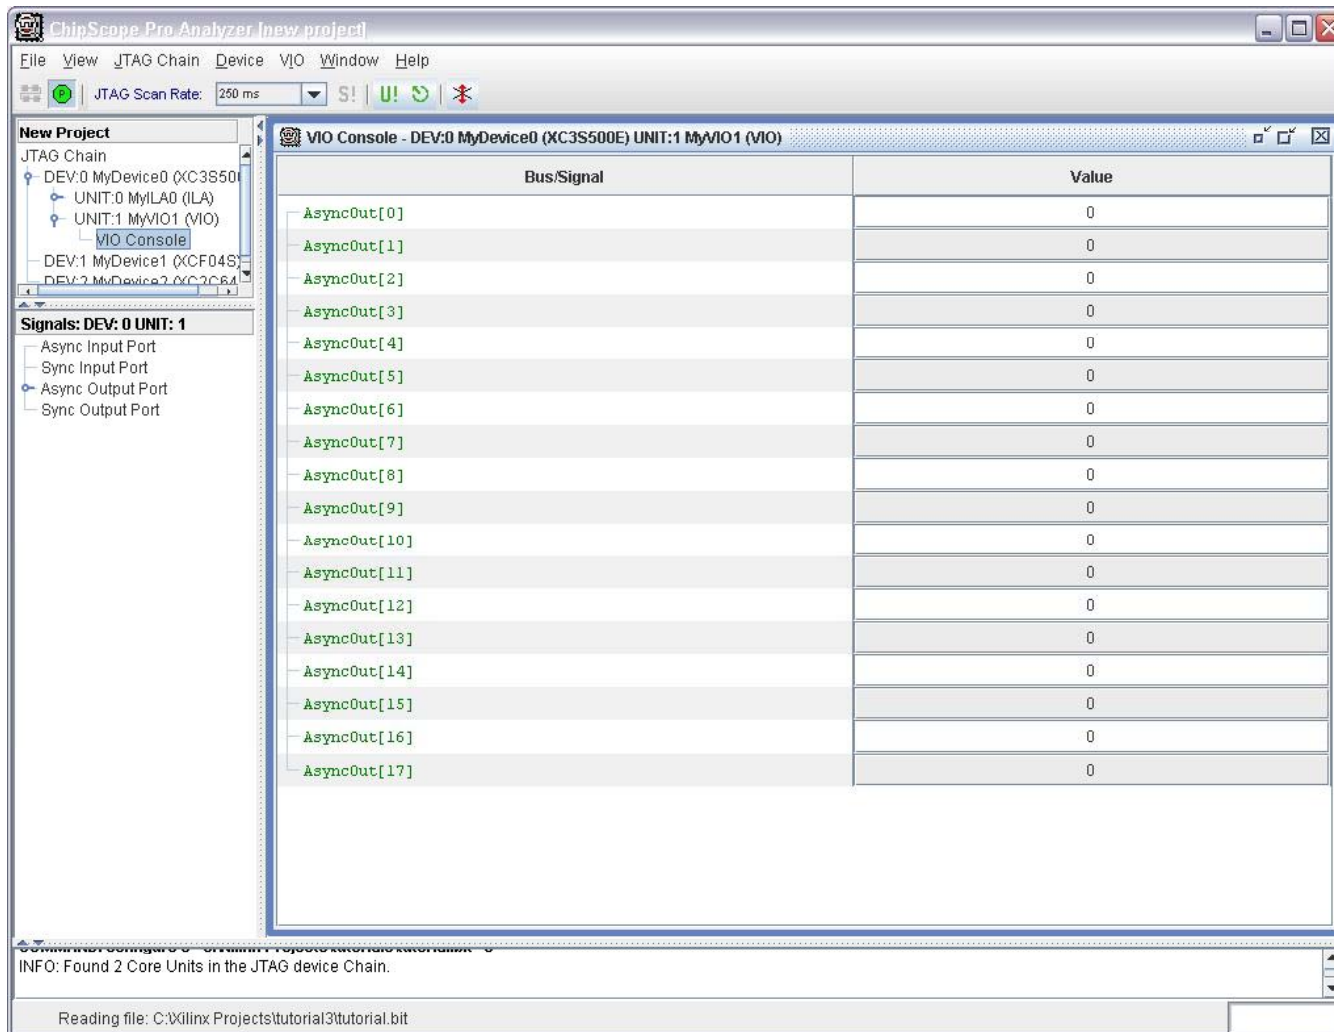 ChipScope Pro Analyzer [new project]
File View JTAG Chain Device VIO Window Help
JTAG Scan Rate: 250 ms S! U!
New Project
JTAG Chain
DEV:0 MyDevice0 (XC3S50
UNIT:0 MyILA0 (ILA)
UNIT:1 MyVIO1 (VIO)
VIO Console
DEV:1 MyDevice1 (XCF04S)
DEV:2 MyDevice2 (XC2C64
Signals: DEV: 0 UNIT: 1
Async Input Port
Sync Input Port
Async Output Port
Sync Output Port
VIO Console - DEV:0 MyDevice0 (XC3S500E) UNIT:1 MyVIO1 (VIO)
Bus/Signal Value
AsyncOut[0] 0
AsyncOut[1] 0
AsyncOut[2] 0
AsyncOut[3] 0
AsyncOut[4] 0
AsyncOut[5] 0
AsyncOut[6] 0
AsyncOut[7] 0
AsyncOut[8] 0
AsyncOut[9] 0
AsyncOut[10] 0
AsyncOut[11] 0
AsyncOut[12] 0
AsyncOut[13] 0
AsyncOut[14] 0
AsyncOut[15] 0
AsyncOut[16] 0
AsyncOut[17] 0
INFO: Found 2 Core Units in the JTAG device Chain.
Reading file: C:\Xilinx Projects\tutorial3\tutorial.bit